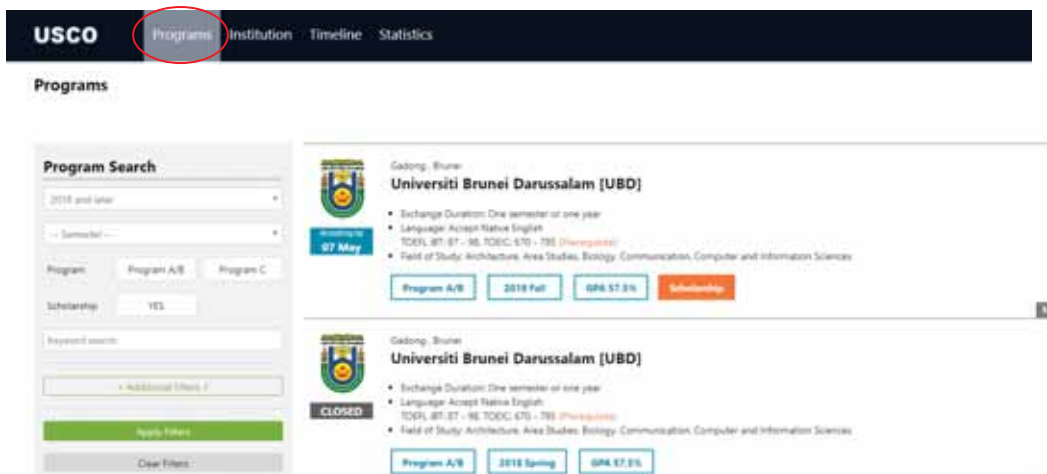 USCO Programs Institution Timeline Statistics
Programs
Program Search
2018 and later
-- Semester --
Program Program A/B Program C
Scholarship YES
Keyword search
Additional Filters
Apply Filters
Clear Filters
Gadong, Brunei
Universiti Brunei Darussalam [UBD]
• Exchange Duration: One semester or one year
• Language: Accept Native English
TOEFL iBT: 87 - 98, TOEIC: 670 - 785 (Prerequisite)
• Field of Study: Architecture, Area Studies, Biology, Communication, Computer and Information Sciences
07 May
Program A/B 2018 Fall GPA 57.5% Scholarship
Gadong, Brunei
Universiti Brunei Darussalam [UBD]
• Exchange Duration: One semester or one year
• Language: Accept Native English
TOEFL iBT: 87 - 98, TOEIC: 670 - 785 (Prerequisite)
• Field of Study: Architecture, Area Studies, Biology, Communication, Computer and Information Sciences
CLOSED
Program A/B 2018 Spring GPA 57.5%